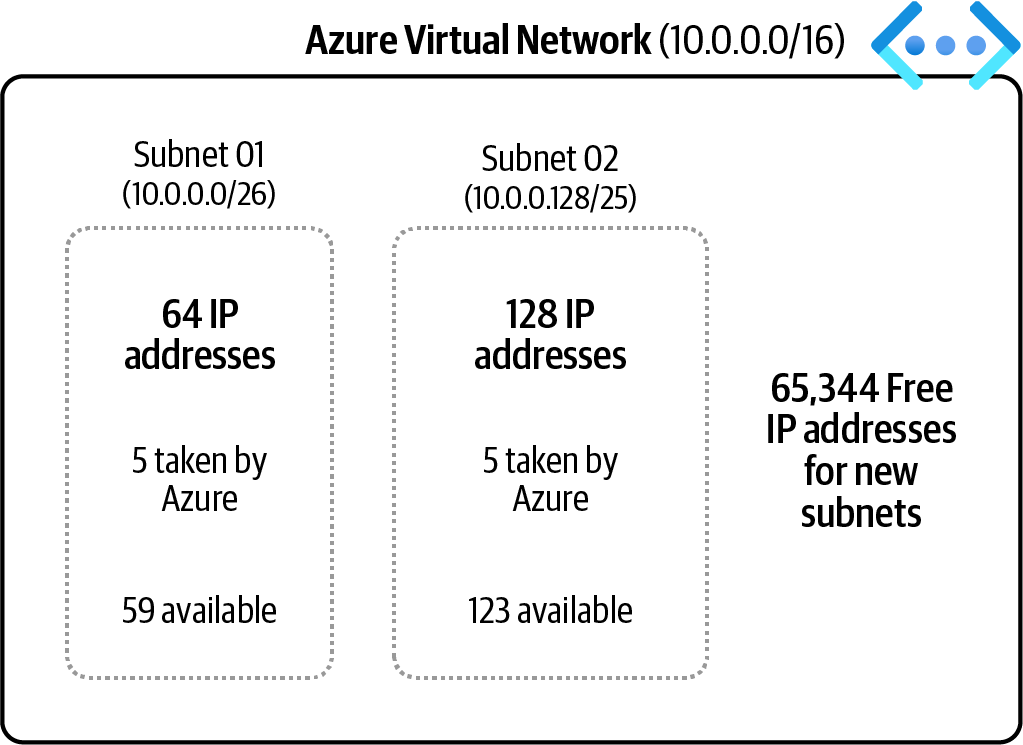 Azure Virtual Network (10.0.0.0/16)
Subnet 01
(10.0.0.0/26)
64 IP
addresses
5 taken by
Azure
59 available
Subnet 02
(10.0.0.128/25)
128 IP
addresses
5 taken by
Azure
123 available
65,344 Free
IP addresses
for new
subnets